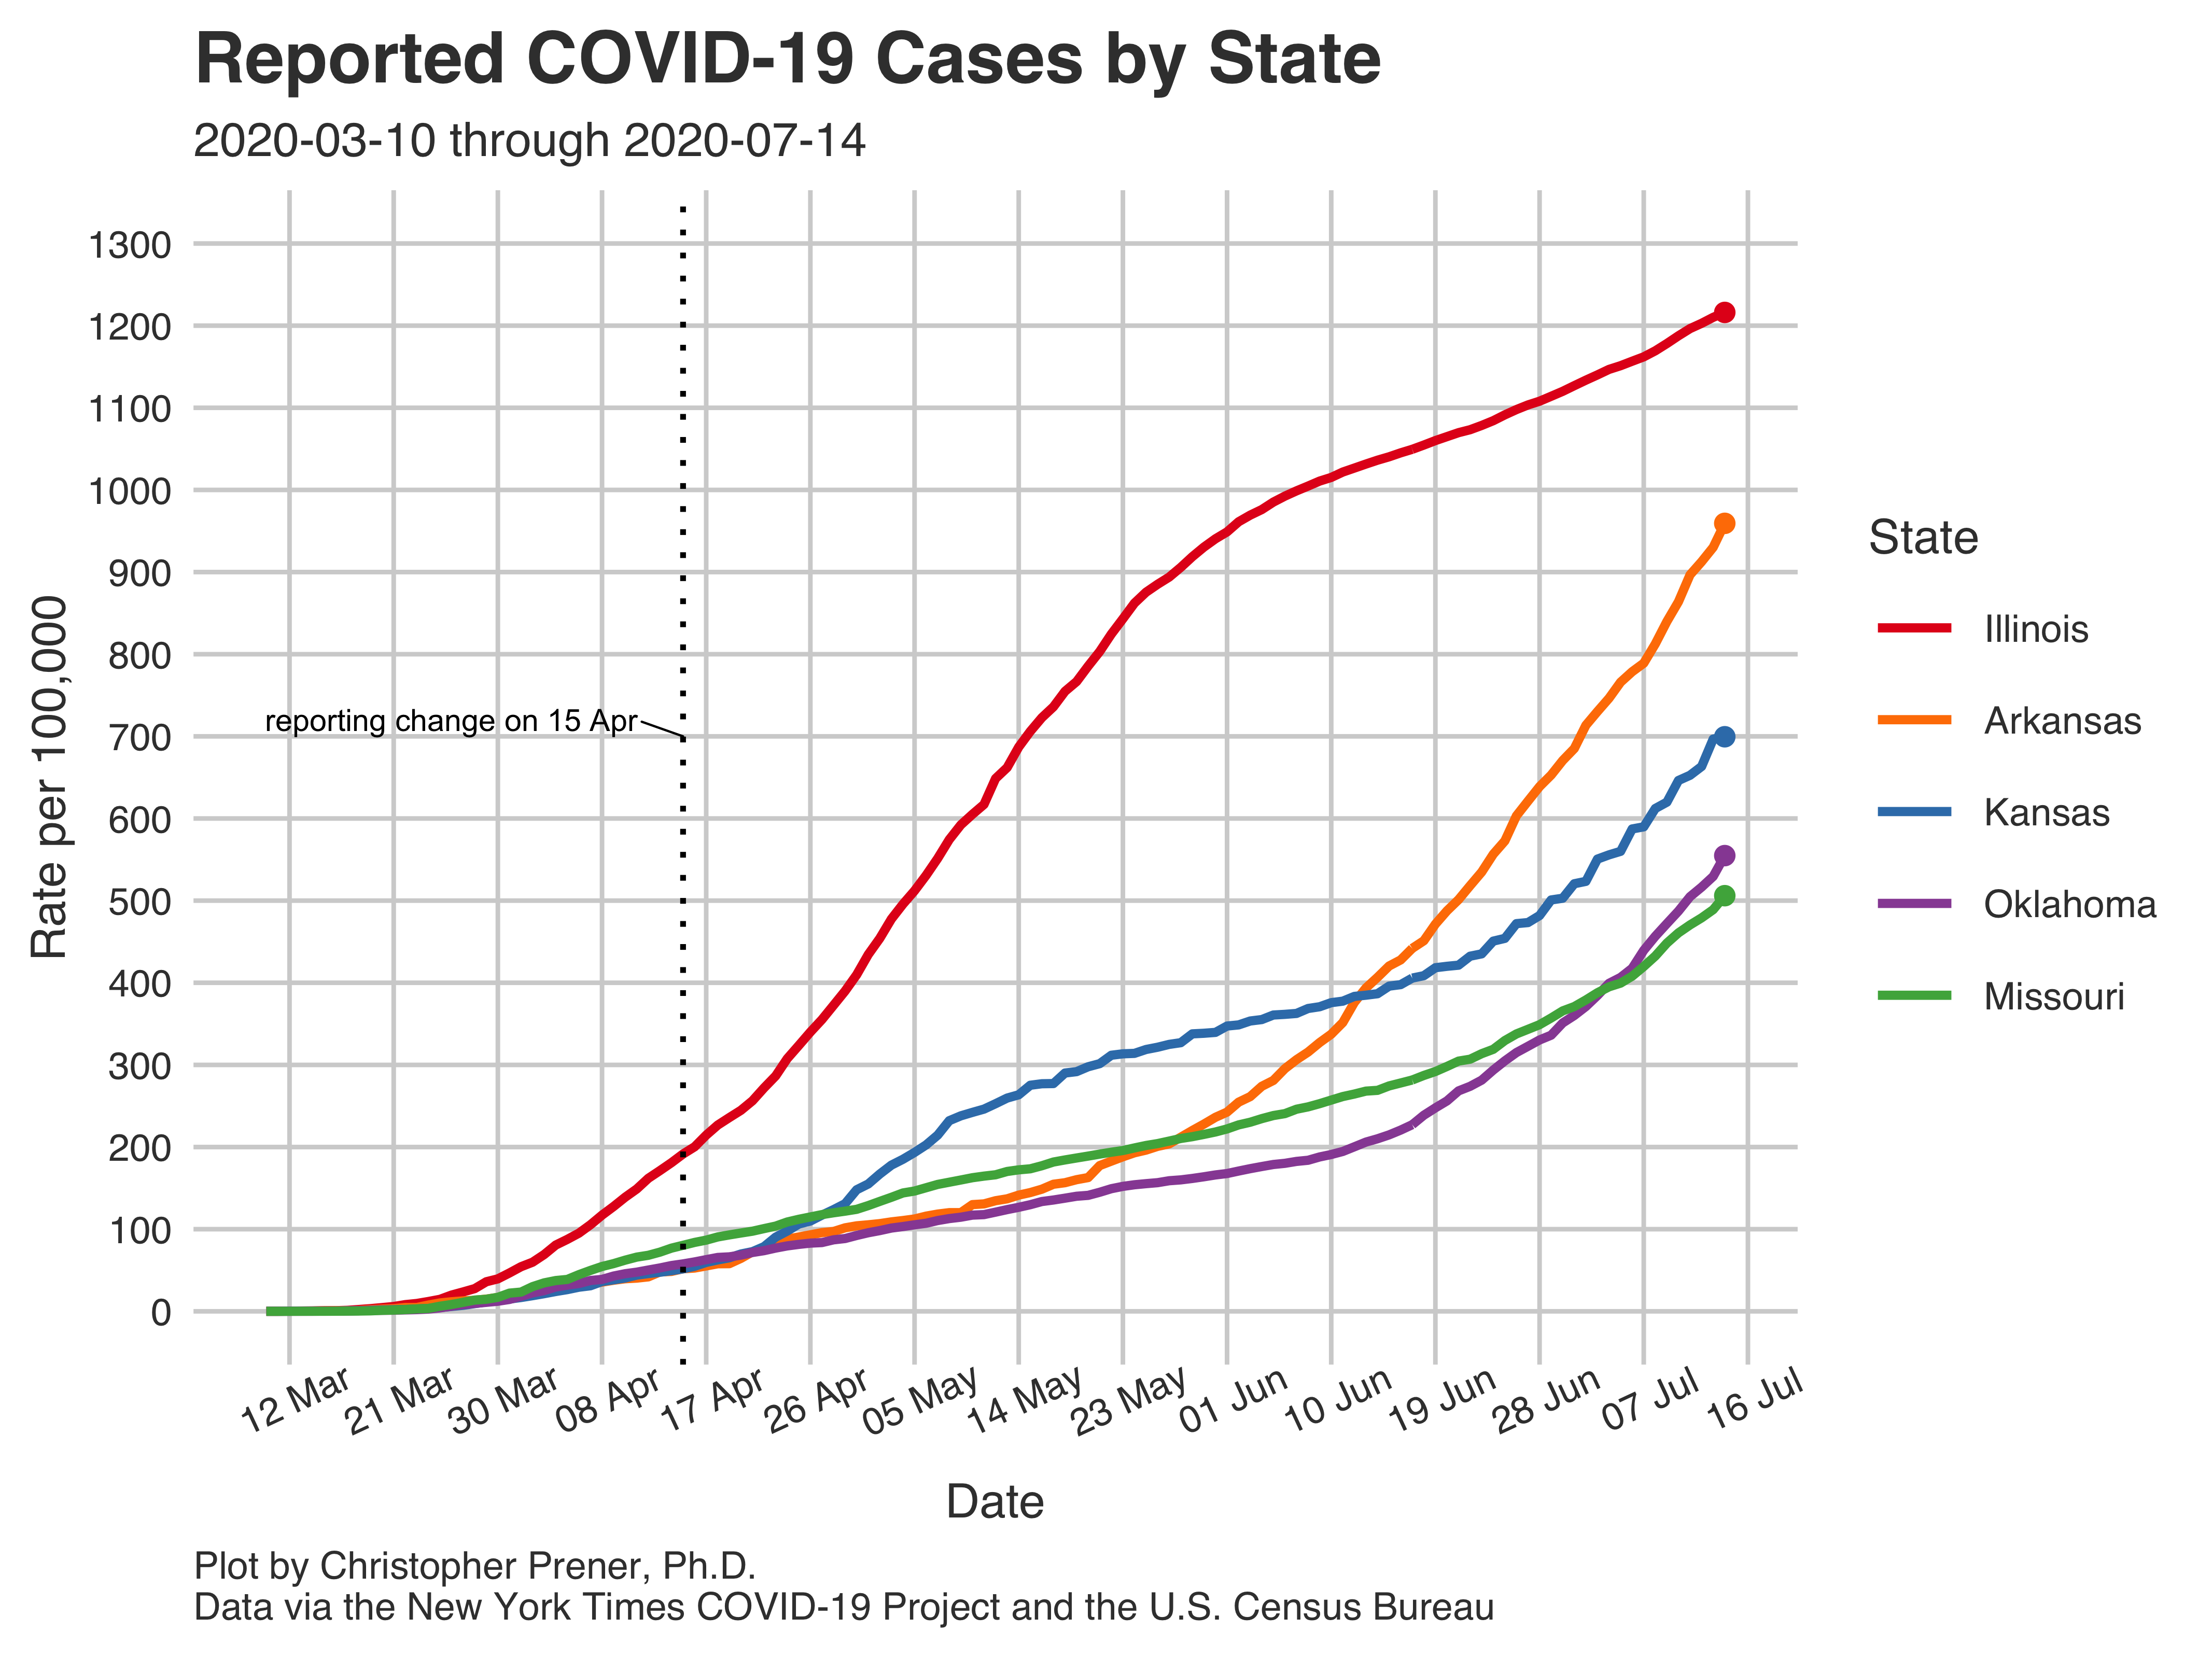 Reported COVID-19 Cases by State
2020-03-10 through 2020-07-14
Rate per 100,000
1300
1200
1100
1000
900
800
700
600
500
400
300
200
100
0
reporting change on 15 Apr
12 Mar
21 Mar
30 Mar
08 Apr
17 Apr
26 Apr
05 May
14 May
23 May
01 Jun
10 Jun
19 Jun
28 Jun
07 Jul
16 Jul
Date
State
Illinois
Arkansas
Kansas
Oklahoma
Missouri
Plot by Christopher Prener, Ph.D.
Data via the New York Times COVID-19 Project and the U.S. Census Bureau